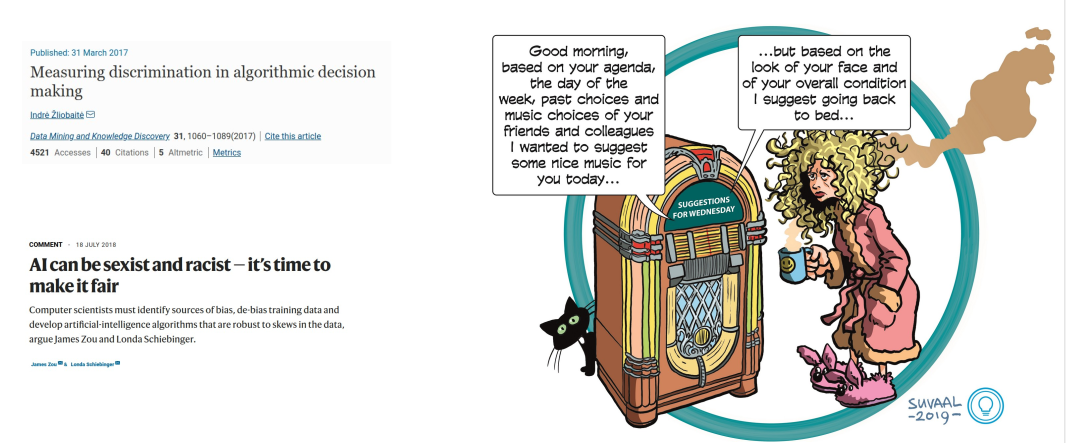 Published: 31 March 2017
Measuring discrimination in algorithmic decision
making
Indrė Žliobaitė
Data Mining and Knowledge Discovery 31, 1060–1089(2017) | Cite this article
4521 Accesses | 40 Citations | 5 Altmetric | Metrics
COMMENT · 18 JULY 2018
AI can be sexist and racist — it's time to
make it fair
Computer scientists must identify sources of bias, de-bias training data and
develop artificial-intelligence algorithms that are robust to skews in the data,
argue James Zou and Londa Schiebinger.
James Zou & Londa Schiebinger
Good morning,
based on your agenda,
the day of the
week, past choices and
music choices of your
friends and colleagues
I wanted to suggest
some nice music for
you today...
...but based on the
look of your face and
of your overall condition
I suggest going back
to bed...
SUGGESTIONS
FOR WEDNESDAY
SUVAAL
-2019-